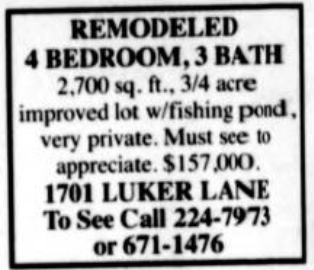 REMODELED
4 BEDROOM, 3 BATH
2,700 sq. ft., 3/4 acre
improved lot w/fishing pond,
very private. Must see to
appreciate. $157,000.
1701 LUKER LANE
To See Call 224-7973
or 671-1476